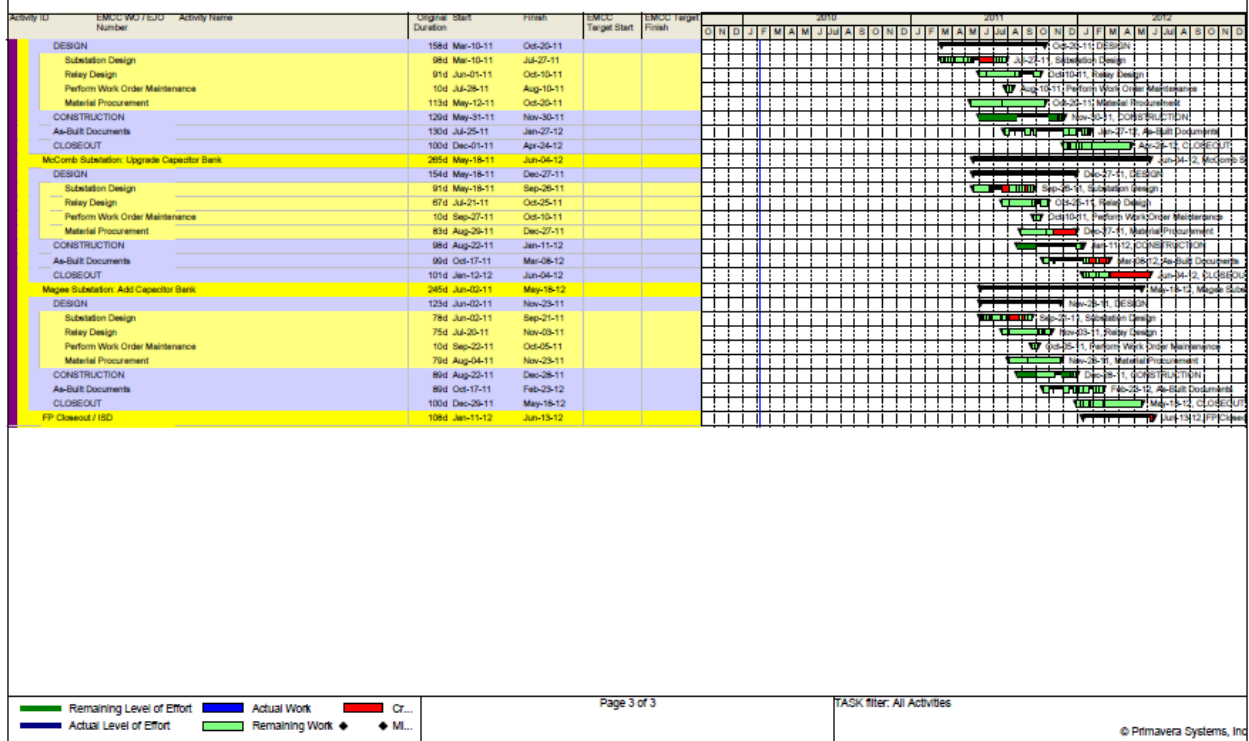 Activity ID EMCC WO / EJO Number Activity Name Original Duration Start Finish EMCC Target Start EMCC Target Finish 2010 2011 2012
O N D J F M A M J Jul A S O N D J F M A M J Jul A S O N D J F M A M J Jul A S O N D
DESIGN 158d Mar-10-11 Oct-20-11 Oct-20-11, DESIGN
Substation Design 98d Mar-10-11 Jul-27-11 Jul-27-11, Substation Design
Relay Design 91d Jun-01-11 Oct-10-11 Oct-10-11, Relay Design
Perform Work Order Maintenance 10d Jul-28-11 Aug-10-11 Aug-10-11, Perform Work Order Maintenance
Material Procurement 113d May-12-11 Oct-20-11 Oct-20-11, Material Procurement
CONSTRUCTION 129d May-31-11 Nov-30-11 Nov-30-11, CONSTRUCTION
As-Built Documents 130d Jul-25-11 Jan-27-12 Jan-27-12, As-Built Documents
CLOSEOUT 100d Dec-01-11 Apr-24-12 Apr-24-12, CLOSEOUT
McComb Substation: Upgrade Capacitor Bank 265d May-18-11 Jun-04-12 Jun-04-12, McComb S
DESIGN 154d May-18-11 Dec-27-11 Dec-27-11, DESIGN
Substation Design 91d May-18-11 Sep-26-11 Sep-26-11, Substation Design
Relay Design 67d Jul-21-11 Oct-25-11 Oct-25-11, Relay Design
Perform Work Order Maintenance 10d Sep-27-11 Oct-10-11 Oct-10-11, Perform Work Order Maintenance
Material Procurement 83d Aug-29-11 Dec-27-11 Dec-27-11, Material Procurement
CONSTRUCTION 98d Aug-22-11 Jan-11-12 Jan-11-12, CONSTRUCTION
As-Built Documents 99d Oct-17-11 Mar-08-12 Mar-08-12, As-Built Documents
CLOSEOUT 101d Jan-12-12 Jun-04-12 Jun-04-12, CLOSEOU
Magee Substation: Add Capacitor Bank 245d Jun-02-11 May-18-12 May-18-12, Magee Subs
DESIGN 123d Jun-02-11 Nov-23-11 Nov-23-11, DESIGN
Substation Design 78d Jun-02-11 Sep-21-11 Sep-21-11, Substation Design
Relay Design 75d Jul-20-11 Nov-03-11 Nov-03-11, Relay Design
Perform Work Order Maintenance 10d Sep-22-11 Oct-05-11 Oct-05-11, Perform Work Order Maintenance
Material Procurement 79d Aug-04-11 Nov-23-11 Nov-23-11, Material Procurement
CONSTRUCTION 89d Aug-22-11 Dec-28-11 Dec-28-11, CONSTRUCTION
As-Built Documents 89d Oct-17-11 Feb-23-12 Feb-23-12, As-Built Documents
CLOSEOUT 100d Dec-29-11 May-18-12 May-18-12, CLOSEOUT
FP Closeout / ISD 108d Jan-11-12 Jun-13-12 Jun-13-12, FP Closeo
Remaining Level of Effort Actual Work Cr... Page 3 of 3 TASK filter: All Activities
Actual Level of Effort Remaining Work MI...
© Primavera Systems, Inc